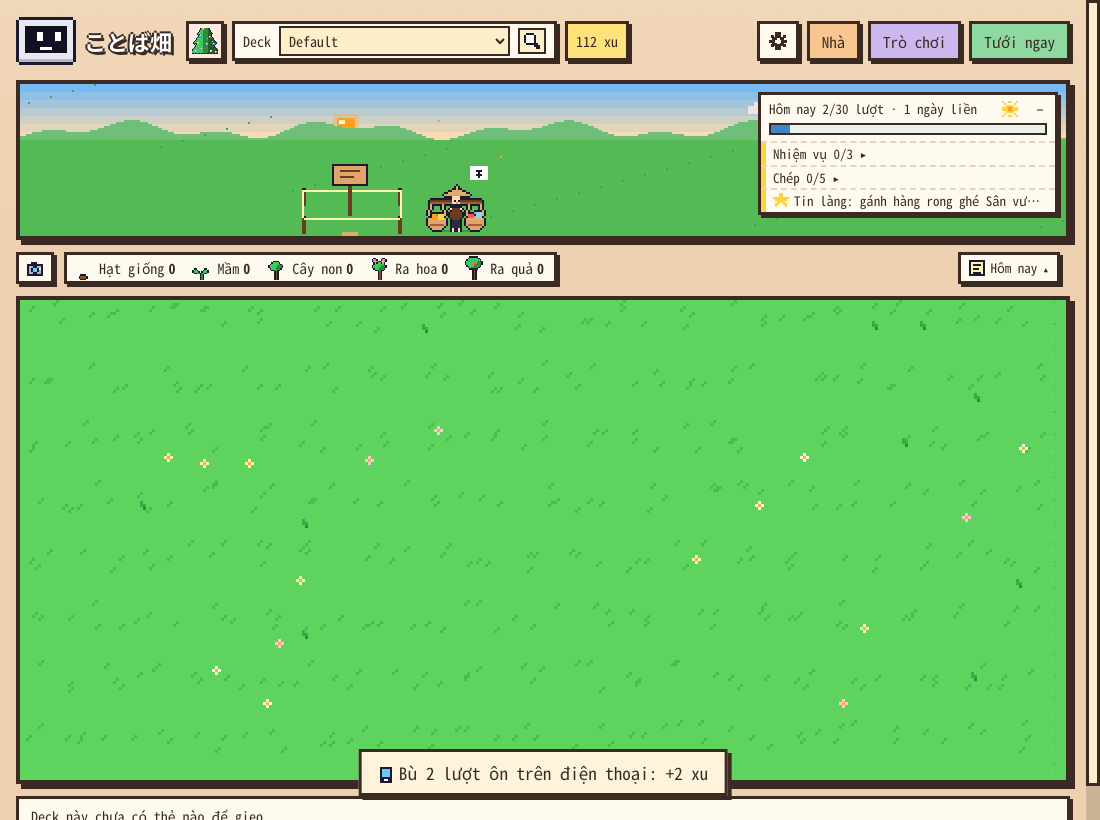 ことば畑
Deck
Default
112 xu
Nhà
Trò chơi
Tưới ngay
Hôm nay 2/30 lượt · 1 ngày liền
Nhiệm vụ 0/3 ▸
Chép 0/5 ▸
Tin làng: gánh hàng rong ghé Sân vư…
Hạt giống 0
Mầm 0
Cây non 0
Ra hoa 0
Ra quả 0
Hôm nay ▴
Bù 2 lượt ôn trên điện thoại: +2 xu
Deck này chưa có thẻ nào để gieo